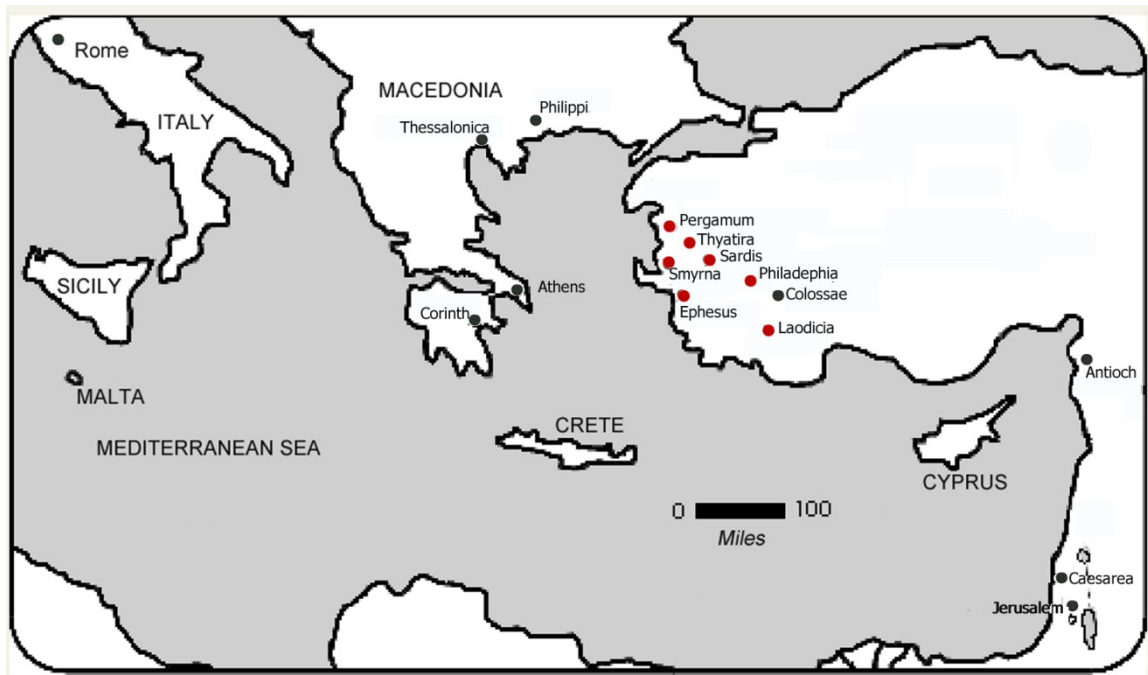 Rome
MACEDONIA
Philippi
ITALY
Thessalonica
Pergamum
Thyatira
Sardis
Smyrna
Philadephia
SICILY
Athens
Colossae
Corinth
Ephesus
Laodicia
Antioch
MALTA
CRETE
MEDITERRANEAN SEA
CYPRUS
0 100
Miles
Caesarea
Jerusalem